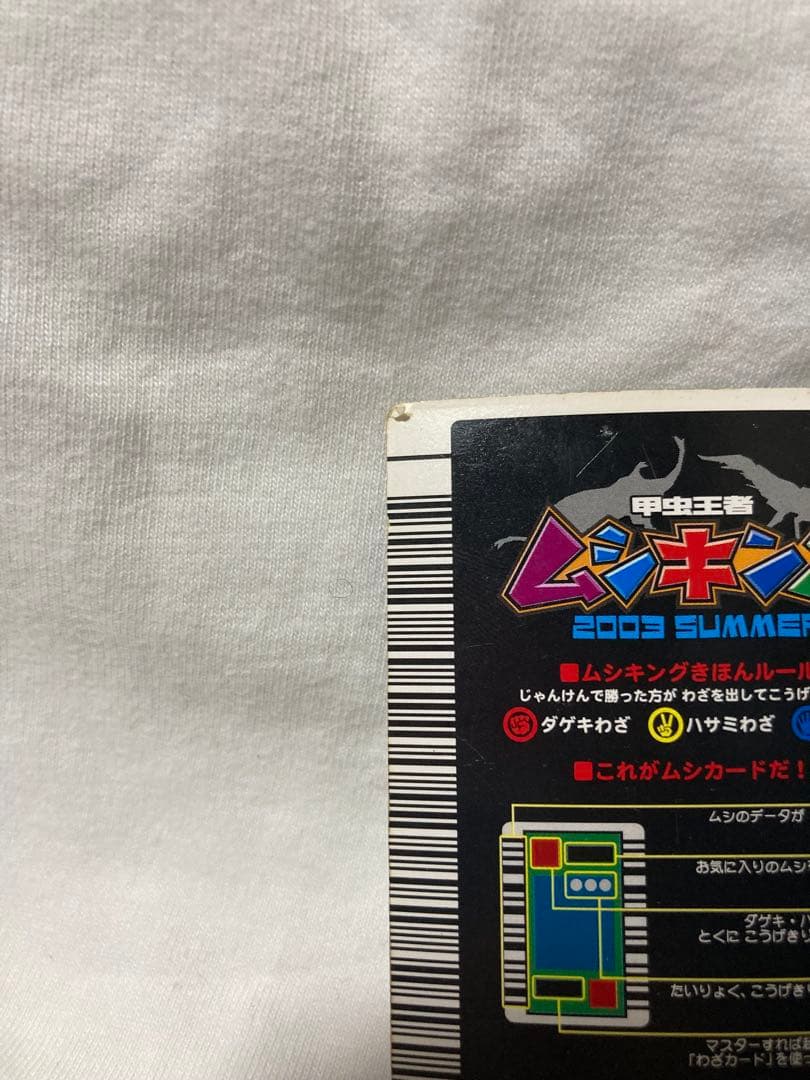 甲虫王者
ムシキン
2003 SUMMER
■ムシキングきほんルール
じゃんけんで勝った方が わざを出してこうげ
ダゲキわざ ハサミわざ
■これがムシカードだ！
ムシのデータが
お気に入りのムシ
ダゲキ・ハ
とくに こうげきり
たいりょく、こうげきり
マスターすれば
「わざカード」を使っ